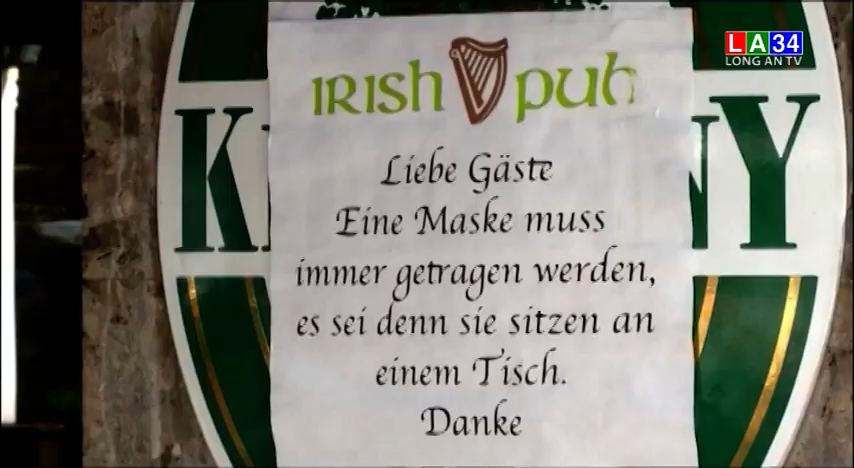 LA34
LONG AN TV
IRISH PUB
K NY
Liebe Gäste
Eine Maske muss
immer getragen werden,
es sei denn sie sitzen an
einem Tisch.
Danke